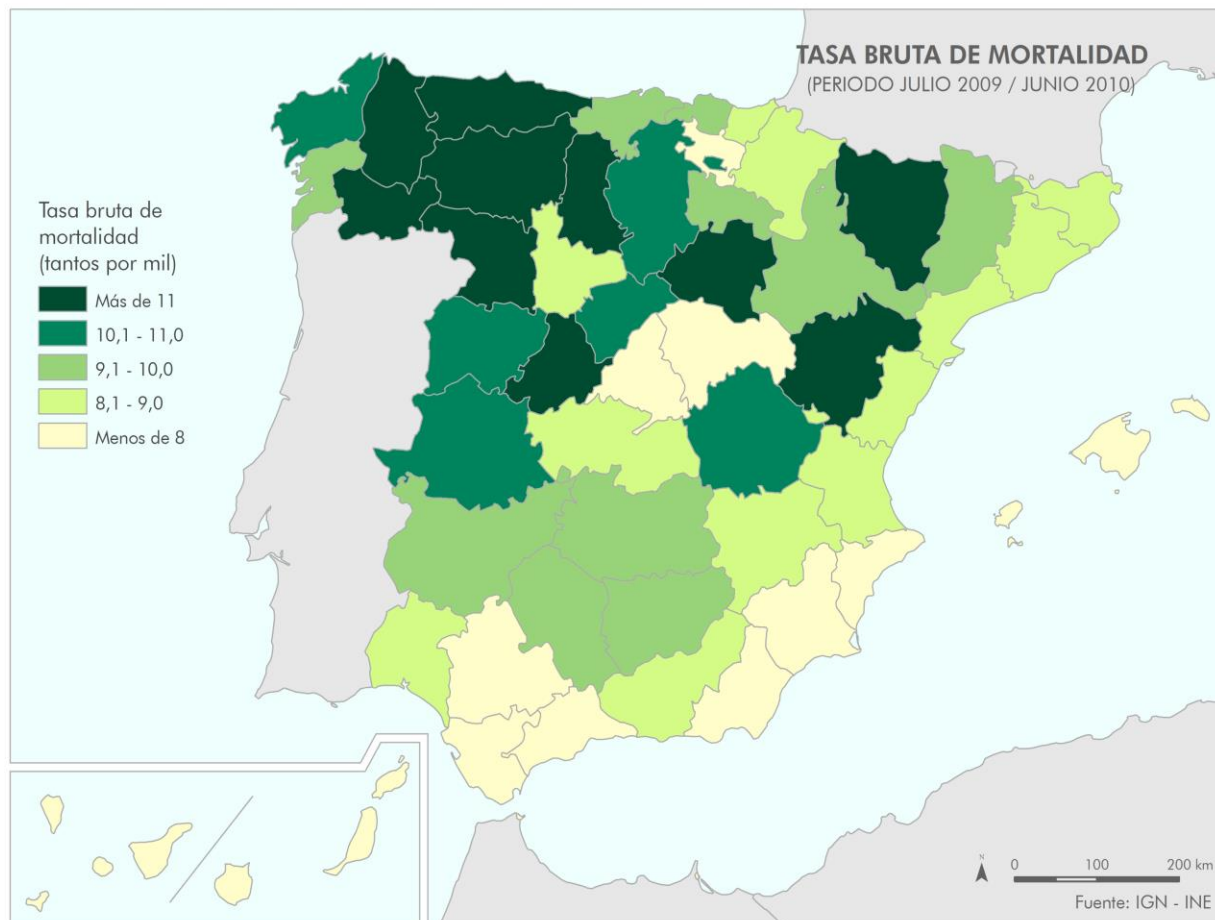 TASA BRUTA DE MORTALIDAD
(PERIODO JULIO 2009 / JUNIO 2010)
Tasa bruta de
mortalidad
(tantos por mil)
Más de 11
10,1 - 11,0
9,1 - 10,0
8,1 - 9,0
Menos de 8
N
0 100 200 km
Fuente: IGN - INE